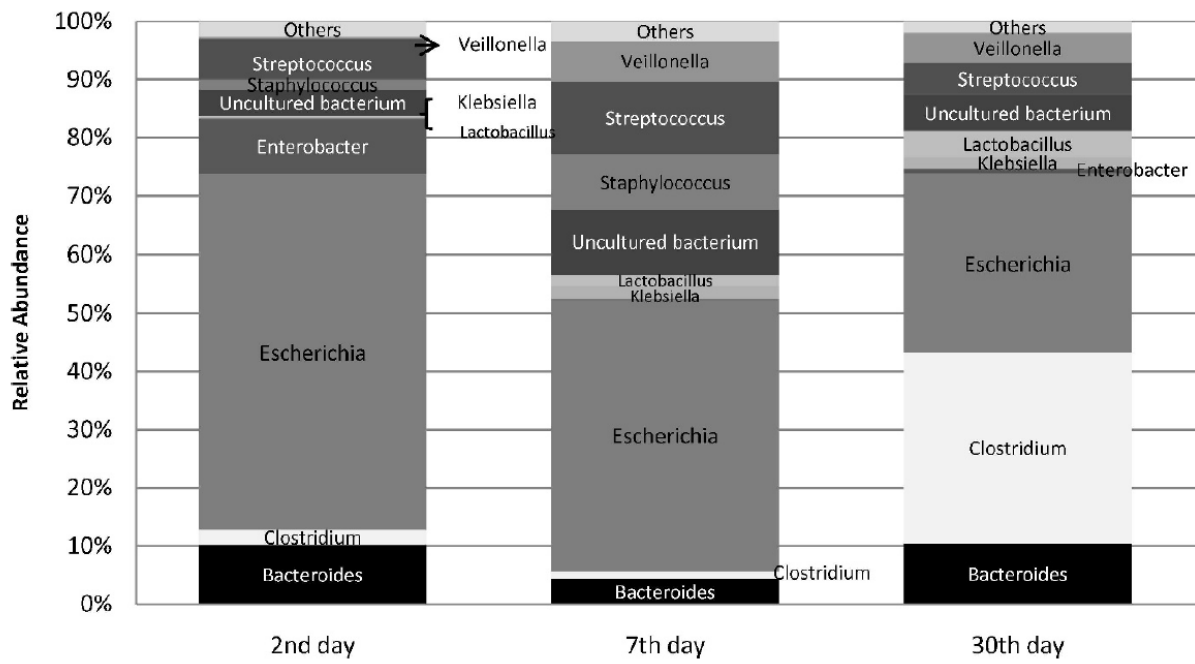 Relative Abundance
100%
90%
80%
70%
60%
50%
40%
30%
20%
10%
0%
Others
Veillonella
Streptococcus
Staphylococcus
Uncultured bacterium
Klebsiella
Lactobacillus
Enterobacter
Escherichia
Clostridium
Bacteroides
2nd day
Others
Veillonella
Streptococcus
Staphylococcus
Uncultured bacterium
Lactobacillus
Klebsiella
Escherichia
Clostridium
Bacteroides
7th day
Others
Veillonella
Streptococcus
Uncultured bacterium
Lactobacillus
Klebsiella
Enterobacter
Escherichia
Clostridium
Bacteroides
30th day